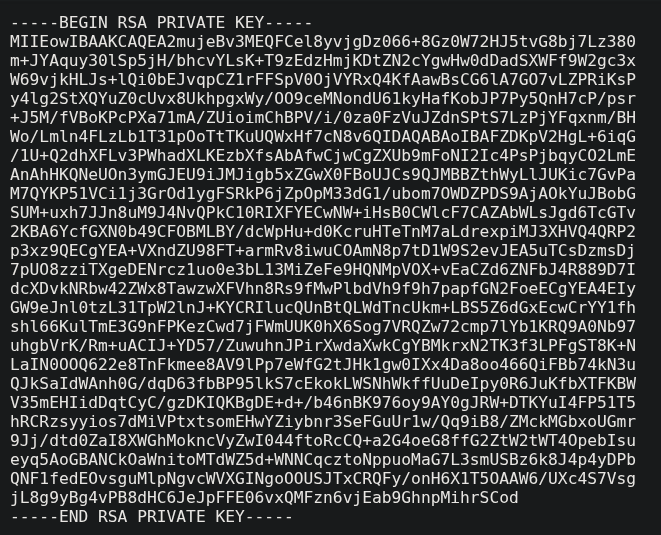 -----BEGIN RSA PRIVATE KEY-----
MIIEowIBAAKCAQEA2mujeBv3MEQFCel8yvjgDz066+8Gz0W72HJ5tvG8bj7Lz380
m+JYAquy30lSp5jH/bhcvYLsK+T9zEdzHmjKDtZN2cYgwHw0dDadSXWFf9W2gc3x
W69vjkHLJs+lQi0bEJvqpCZ1rFFSpV0OjVYRxQ4KfAawBsCG6lA7GO7vLZPRiKsP
y4lg2StXQYuZ0cUvx8UkhpgxWy/OO9ceMNondU61kyHafKobJP7Py5QnH7cP/psr
+J5M/fVBoKPcPXa71mA/ZUioimChBPV/i/0za0FzVuJZdnSPtS7LzPjYFqxnm/BH
Wo/Lmln4FLzLb1T31pOoTtTKuUQWxHf7cN8v6QIDAQABAoIBAFZDKpV2HgL+6iqG
/1U+Q2dhXFLv3PWhadXLKEzbXfsAbAfwCjwCgZXUb9mFoNI2Ic4PsPjbqyCO2LmE
AnAhHKQNeUOn3ymGJEU9iJMJigb5xZGwX0FBoUJCs9QJMBBZthWyLlJUKic7GvPa
M7QYKP51VCi1j3GrOd1ygFSRkP6jZpOpM33dG1/ubom7OWDZPDS9AjAOkYuJBobG
SUM+uxh7JJn8uM9J4NvQPkC10RIXFYECwNW+iHsB0CWlcF7CAZAbWLsJgd6TcGTv
2KBA6YcfGXN0b49CFOBMLBY/dcWpHu+d0KcruHTeTnM7aLdrexpiMJ3XHVQ4QRP2
p3xz9QECgYEA+VXndZU98FT+armRv8iwuCOAmN8p7tD1W9S2evJEA5uTCsDzmsDj
7pUO8zziTXgeDENrcz1uo0e3bL13MiZeFe9HQNMpVOX+vEaCZd6ZNFbJ4R889D7I
dcXDvkNRbw42ZWx8TawzwXFVhn8Rs9fMwPlbdVh9f9h7papfGN2FoeECgYEA4EIy
GW9eJnl0tzL31TpW2lnJ+KYCRIlucQUnBtQLWdTncUkm+LBS5Z6dGxEcwCrYY1fh
shl66KulTmE3G9nFPKezCwd7jFWmUUK0hX6Sog7VRQZw72cmp7lYb1KRQ9A0Nb97
uhgbVrK/Rm+uACIJ+YD57/ZuwuhnJPirXwdaXwkCgYBMkrxN2TK3f3LPFgST8K+N
LaIN0OOQ622e8TnFkmee8AV9lPp7eWfG2tJHk1gw0IXx4Da8oo466QiFBb74kN3u
QJkSaIdWAnh0G/dqD63fbBP95lkS7cEkokLWSNhWkffUuDeIpy0R6JuKfbXTFKBW
V35mEHIidDqtCyC/gzDKIQKBgDE+d+/b46nBK976oy9AY0gJRW+DTKYuI4FP51T5
hRCRzsyyios7dMiVPtxtsomEHwYZiybnr3SeFGuUr1w/Qq9iB8/ZMckMGbxoUGmr
9Jj/dtd0ZaI8XWGhMokncVyZwI044ftoRcCQ+a2G4oeG8ffG2ZtW2tWT4OpebIsu
eyq5AoGBANCkOaWnitoMTdWZ5d+WNNCqcztoNppuoMaG7L3smUSBz6k8J4p4yDPb
QNF1fedEOvsguMlpNgvcWVXGINgoOOUSJTxCRQFy/onH6X1T5OAAW6/UXc4S7Vsg
jL8g9yBg4vPB8dHC6JeJpFFE06vxQMFzn6vjEab9GhnpMihrSCod
-----END RSA PRIVATE KEY-----